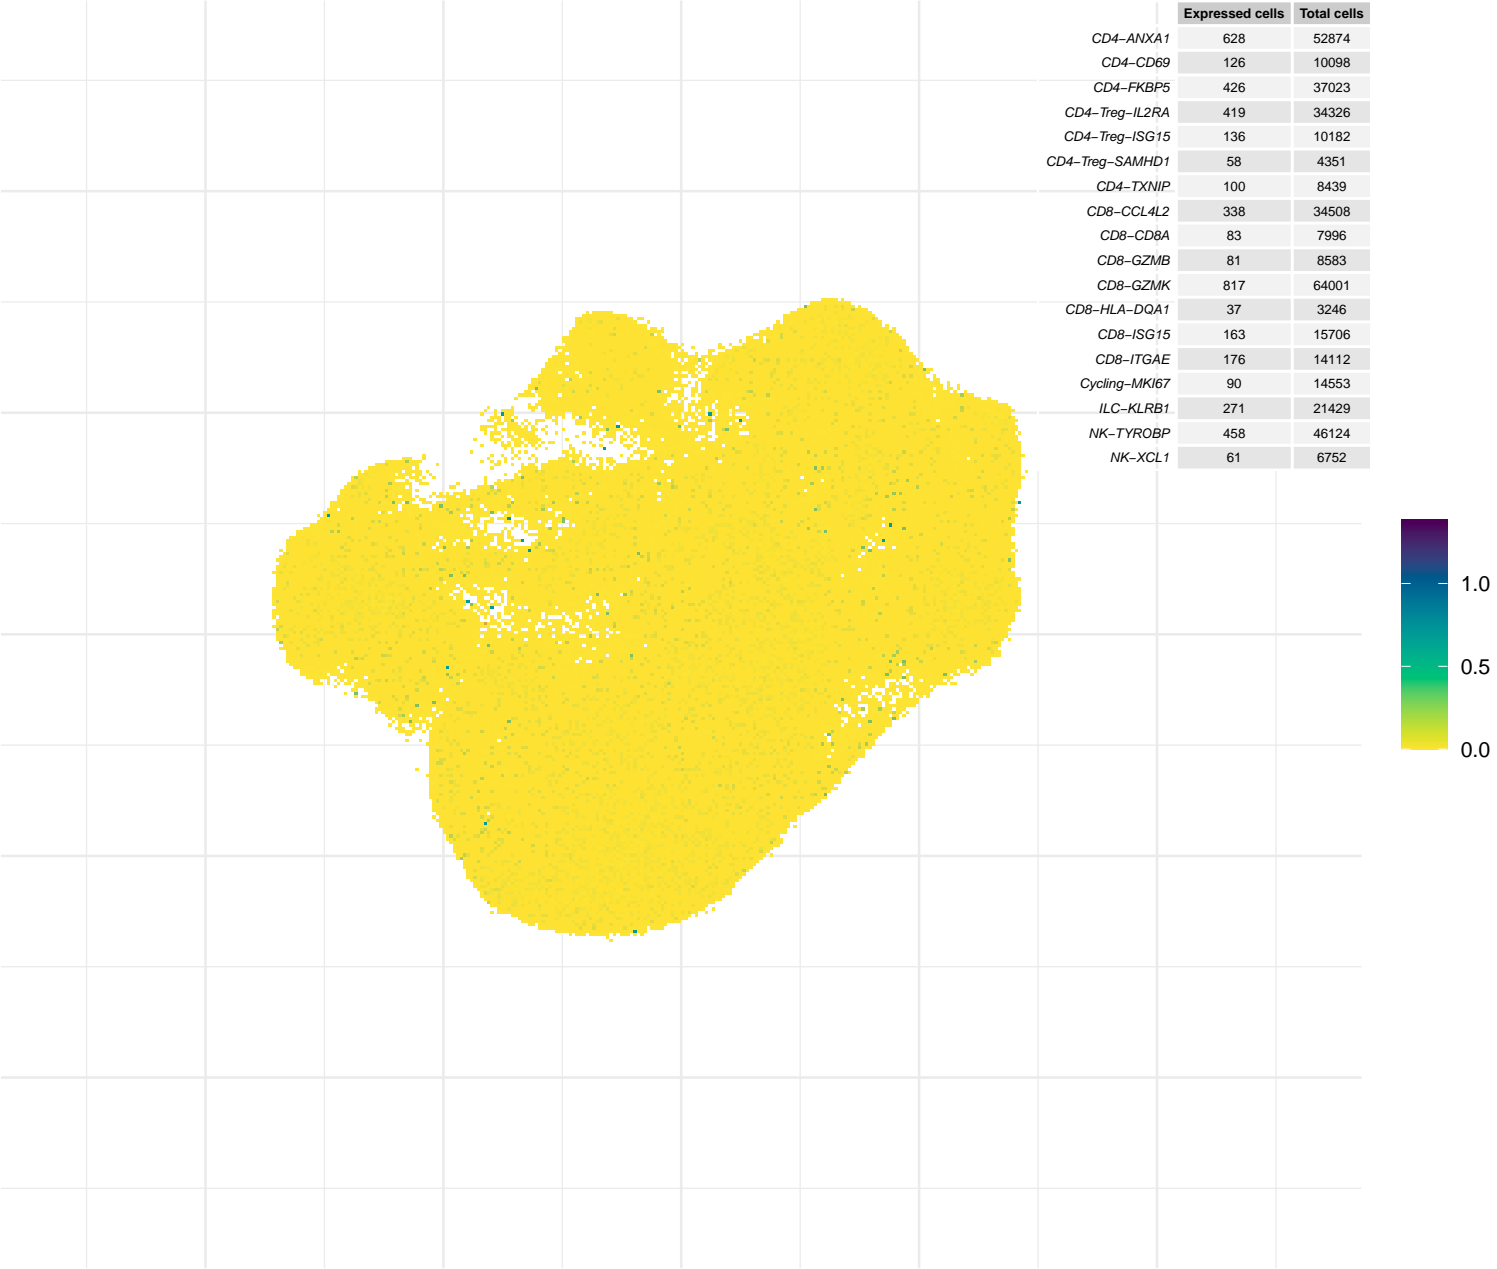 Expressed cells Total cells
CD4−ANXA1 628 52874
CD4−CD69 126 10098
CD4−FKBP5 426 37023
CD4−Treg−IL2RA 419 34326
CD4−Treg−ISG15 136 10182
CD4−Treg−SAMHD1 58 4351
CD4−TXNIP 100 8439
CD8−CCL4L2 338 34508
CD8−CD8A 83 7996
CD8−GZMB 81 8583
CD8−GZMK 817 64001
CD8−HLA−DQA1 37 3246
CD8−ISG15 163 15706
CD8−ITGAE 176 14112
Cycling−MKI67 90 14553
ILC−KLRB1 271 21429
NK−TYROBP 458 46124
NK−XCL1 61 6752
1.0
0.5
0.0